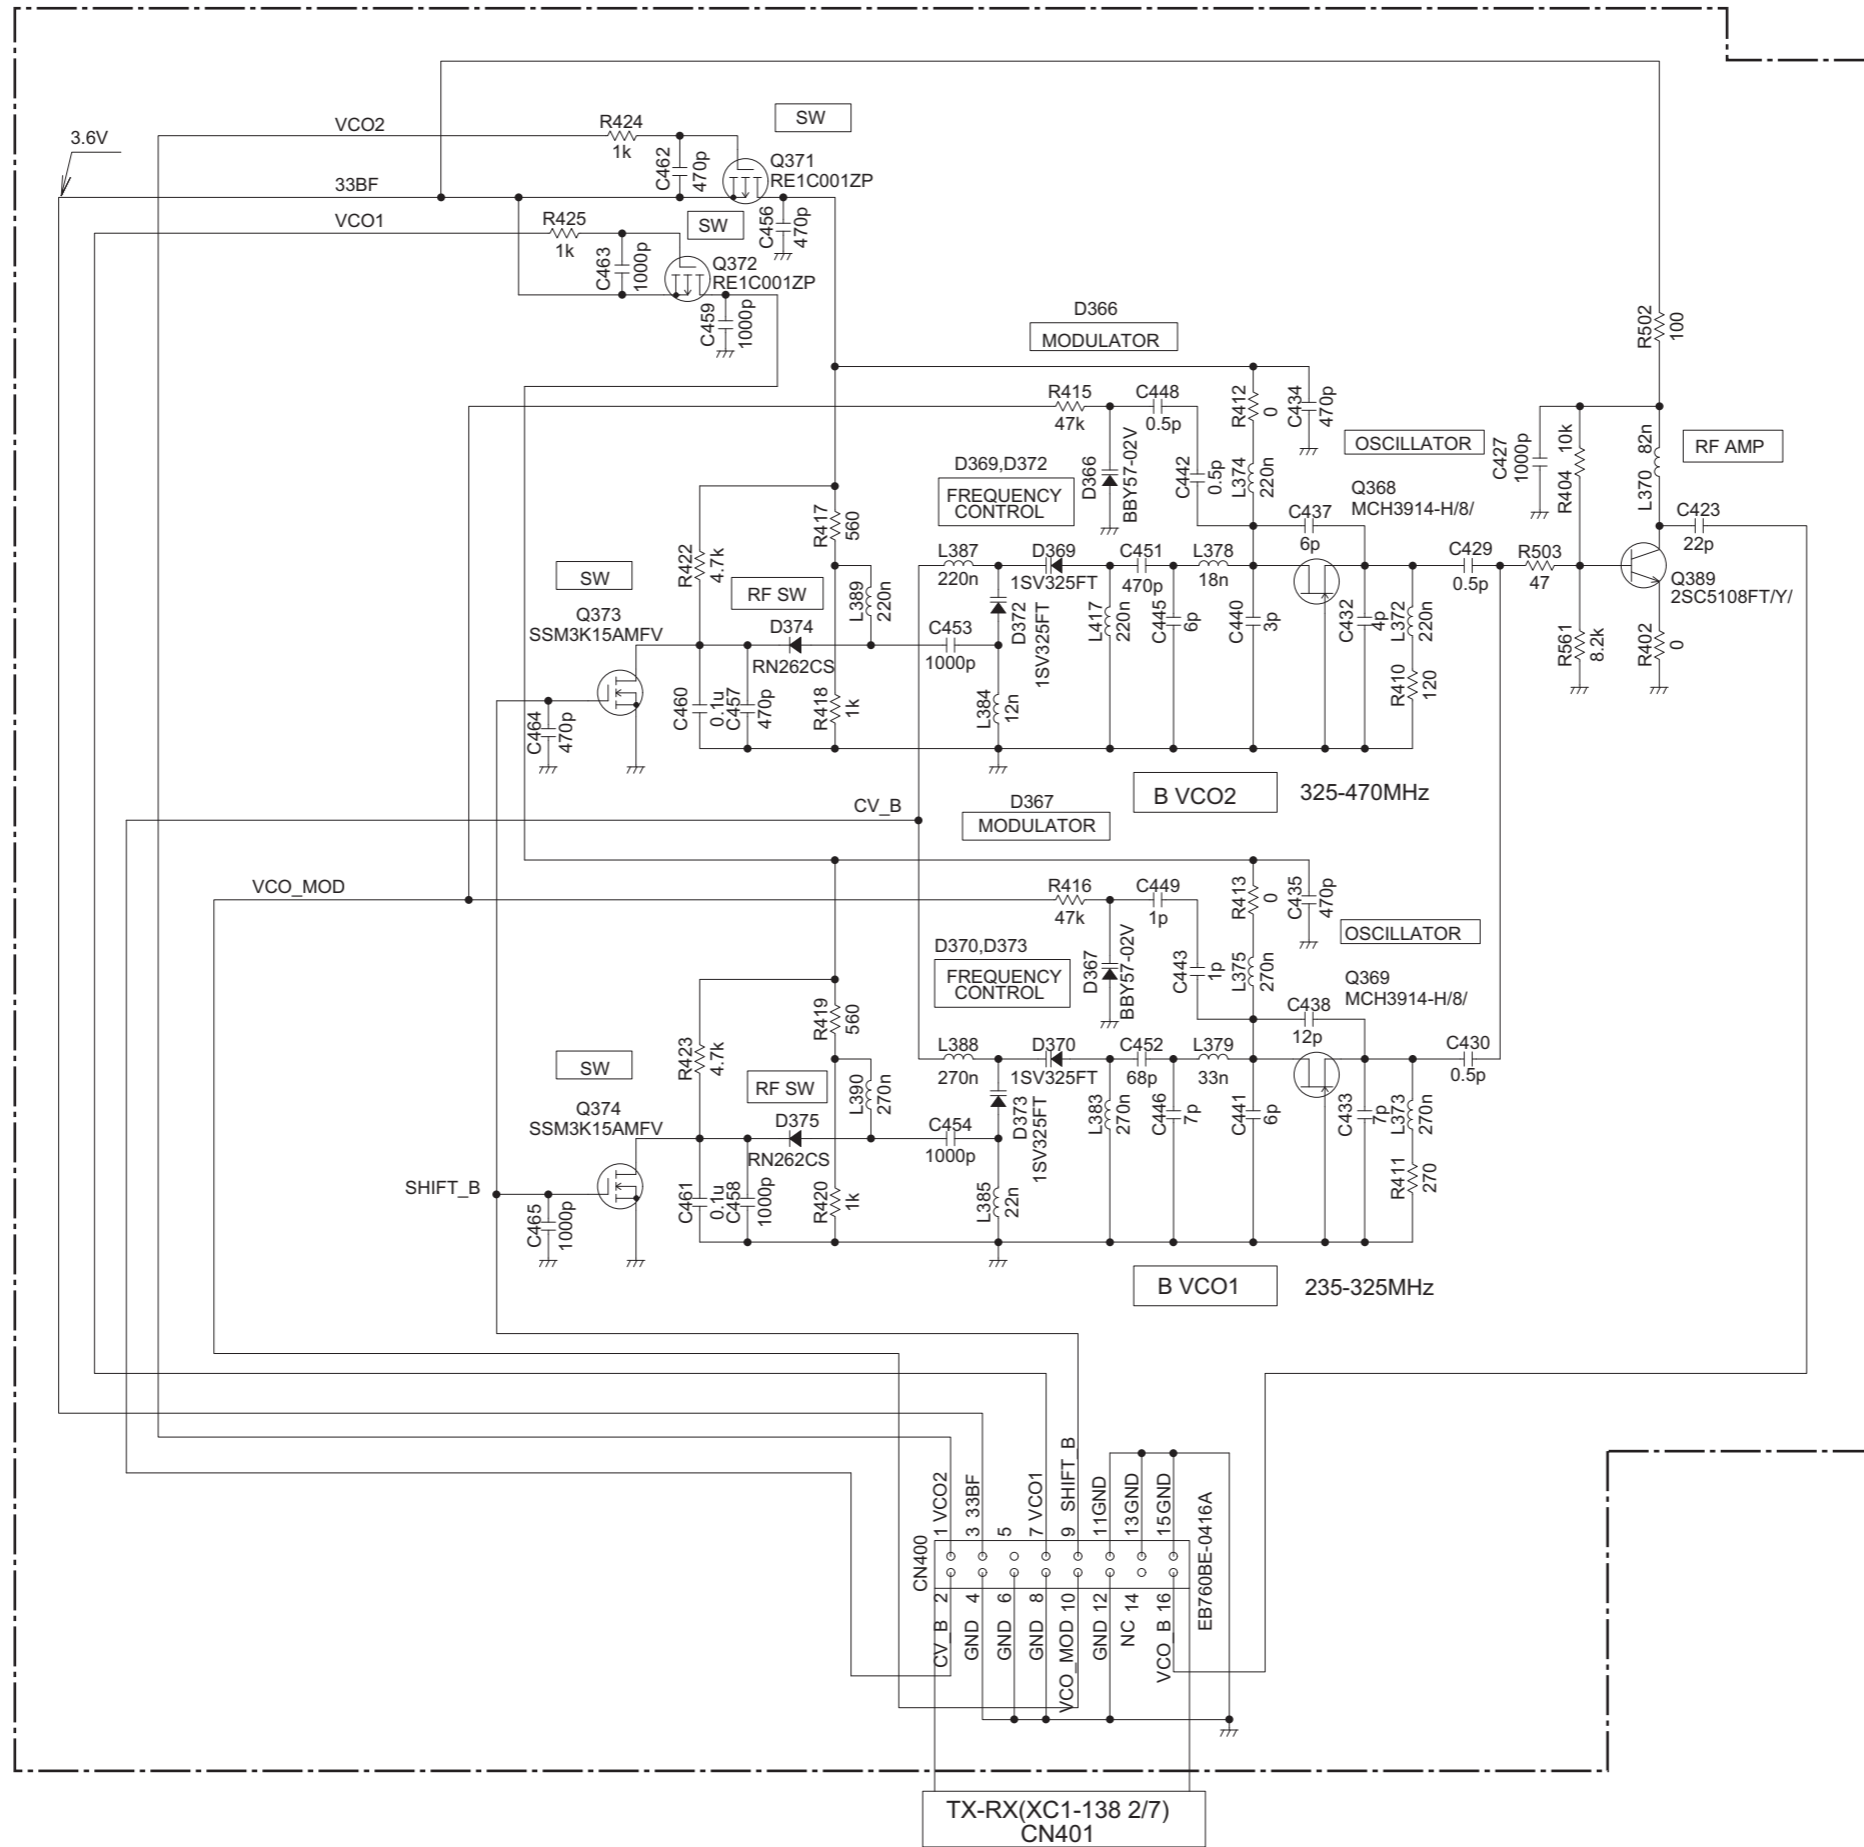 SW
3.6V
VCO2
R424
1k
C462
470p
Q371
RE1C001ZP
33BF
VCO1
R425
1k
C463
1000p
SW
C456
470p
Q372
RE1C001ZP
C459
1000p
D366
MODULATOR
R502
100
R415
47k
C448
0.5p
R412
0
C434
470p
OSCILLATOR
C427
1000p
R404
10k
L370
82n
RF AMP
D369,D372
FREQUENCY
CONTROL
D366
BBY57-02V
C442
0.5p
L374
220n
Q368
MCH3914-H/8/
C437
6p
C423
22p
R422
4.7k
R417
560
L387
220n
D369
1SV325FT
C451
470p
L378
18n
C429
0.5p
R503
47
Q389
2SC5108FT/Y/
SW
Q373
SSM3K15AMFV
RF SW
D374
RN262CS
L389
220n
C453
1000p
D372
1SV325FT
L417
220n
C445
6p
C440
3p
C432
4p
L372
220n
R410
120
R561
8.2k
R402
0
C464
470p
C460
0.1u
C457
470p
R418
1k
L384
12n
B VCO2
325-470MHz
CV_B
D367
MODULATOR
VCO_MOD
R416
47k
C449
1p
R413
0
C435
470p
OSCILLATOR
D370,D373
FREQUENCY
CONTROL
D367
BBY57-02V
C443
1p
L375
270n
Q369
MCH3914-H/8/
C438
12p
R423
4.7k
R419
560
L388
270n
D370
1SV325FT
C452
68p
L379
33n
C430
0.5p
SW
Q374
SSM3K15AMFV
RF SW
D375
RN262CS
L390
270n
C454
1000p
D373
1SV325FT
L383
270n
C446
7p
C441
6p
C433
7p
L373
270n
R411
270
SHIFT_B
C465
1000p
C461
0.1u
C458
1000p
R420
1k
L385
22n
B VCO1
235-325MHz
CN400
1 VCO2
3 33BF
5
7 VCO1
9 SHIFT_B
11GND
13GND
15GND
EB760BE-0416A
CV_B 2
GND 4
GND 6
GND 8
VCO_MOD 10
GND 12
NC 14
VCO_B 16
TX-RX(XC1-138 2/7)
CN401